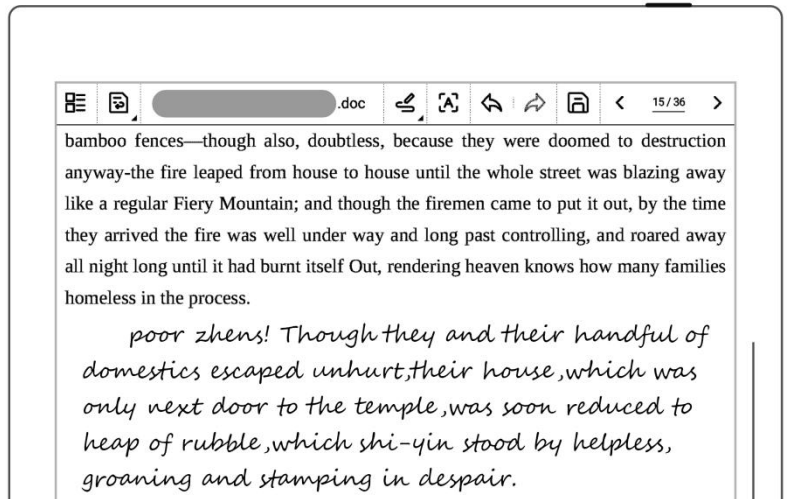 .doc
A
15/36
bamboo fences—though also, doubtless, because they were doomed to destruction
anyway-the fire leaped from house to house until the whole street was blazing away
like a regular Fiery Mountain; and though the firemen came to put it out, by the time
they arrived the fire was well under way and long past controlling, and roared away
all night long until it had burnt itself Out, rendering heaven knows how many families
homeless in the process.
poor zhens! Though they and their handful of
domestics escaped unhurt,their house,which was
only next door to the temple,was soon reduced to
heap of rubble,which shi-yin stood by helpless,
groaning and stamping in despair.